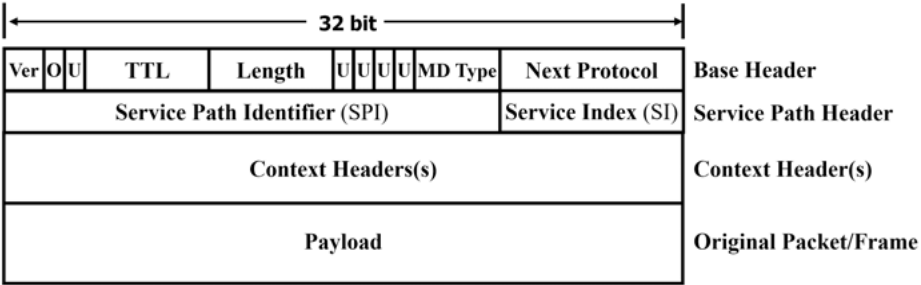 32 bit
Ver O U TTL Length U U U U MD Type Next Protocol Base Header
Service Path Identifier (SPI) Service Index (SI) Service Path Header
Context Headers(s) Context Header(s)
Payload Original Packet/Frame